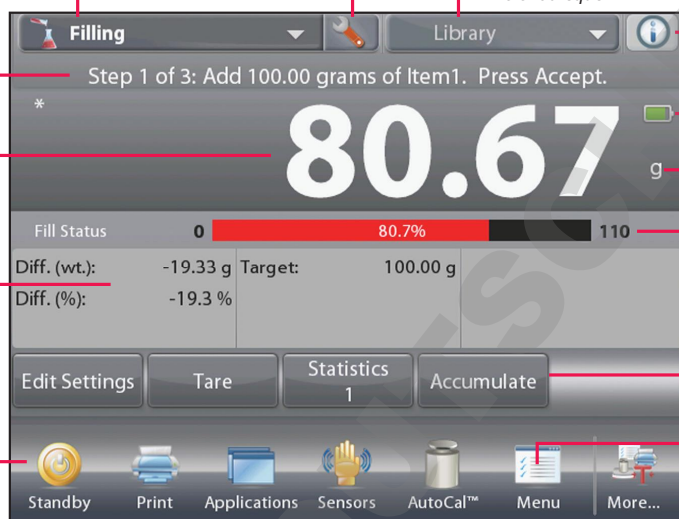 Filling Library
Step 1 of 3: Add 100.00 grams of Item1. Press Accept.
*
80.67
g
Fill Status 0 80.7% 110
Diff. (wt.): -19.33 g Target: 100.00 g
Diff. (%): -19.3 %
Edit Settings Tare Statistics 1 Accumulate
Standby Print Applications Sensors AutoCal™ Menu More...